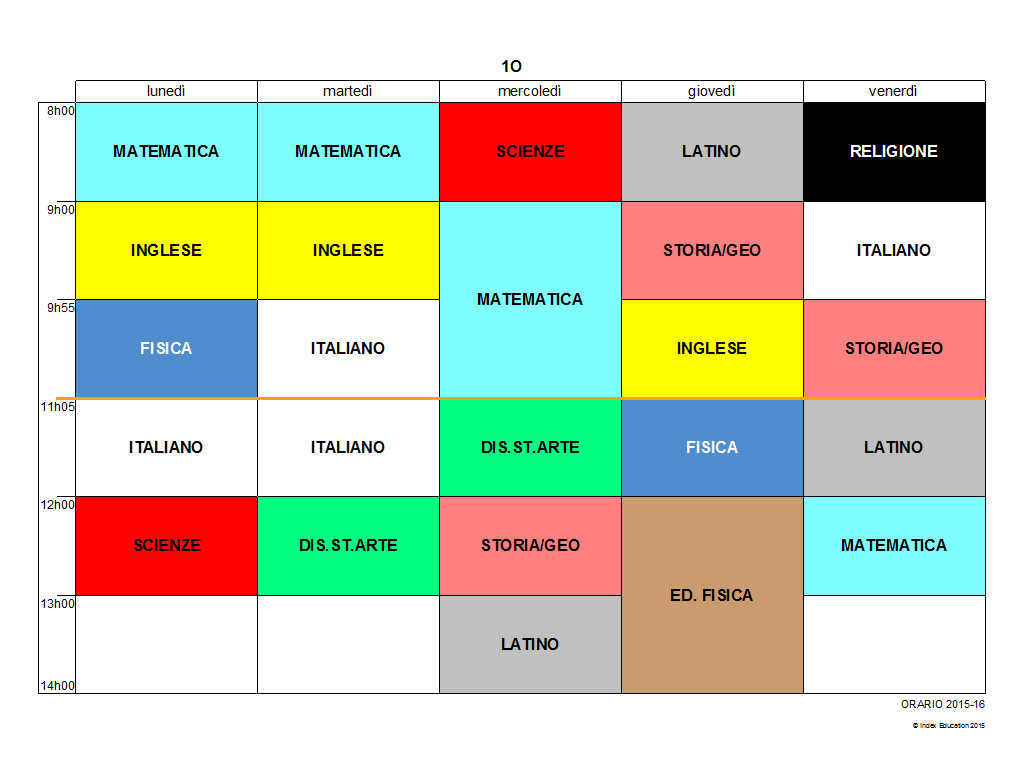 1O
lunedì martedì mercoledì giovedì venerdì
8h00
MATEMATICA MATEMATICA SCIENZE LATINO RELIGIONE
9h00
INGLESE INGLESE STORIA/GEO ITALIANO
MATEMATICA
9h55
FISICA ITALIANO INGLESE STORIA/GEO
11h05
ITALIANO ITALIANO DIS.ST.ARTE FISICA LATINO
12h00
SCIENZE DIS.ST.ARTE STORIA/GEO MATEMATICA
ED. FISICA
13h00
LATINO
14h00
ORARIO 2015-16
© Index Education 2015